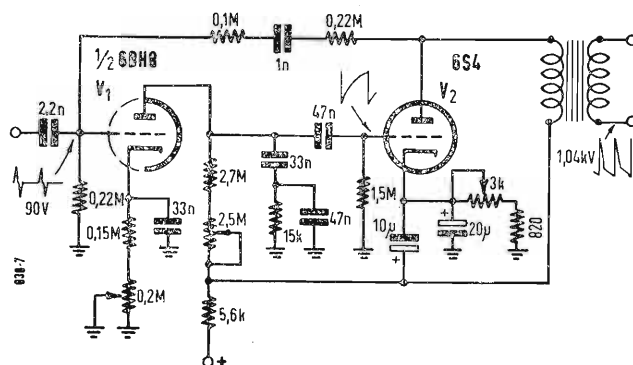 0,1M
1n
0,22M
½ 6BH8
V1
6S4
V2
2,2n
47n
90V
0,22M
0,15M
0,2M
33n
2,7M
2,5M
5,6k
+
33n
15k
47n
1,5M
10µ
+
+
20µ
3k
820
1,04kV
838-7